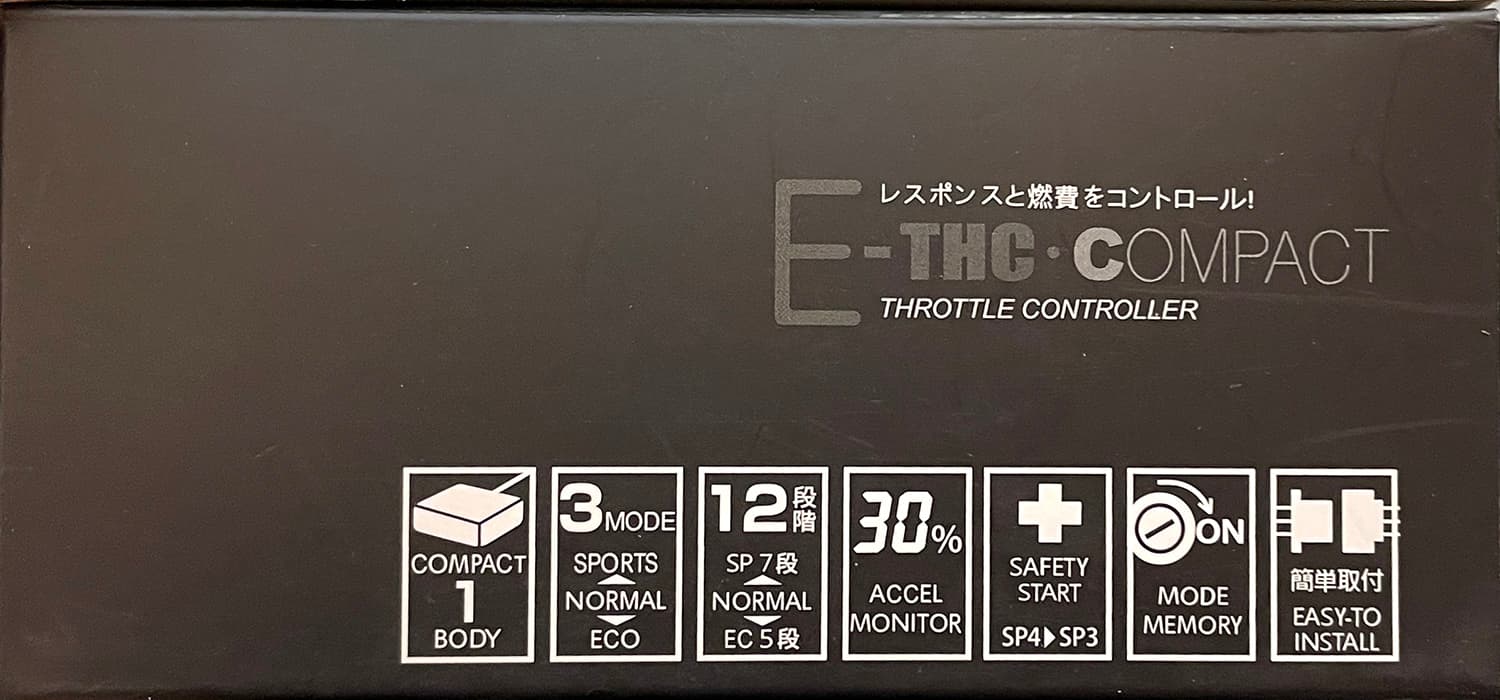 レスポンスと燃費をコントロール!
E-THC・COMPACT
THROTTLE CONTROLLER
COMPACT
1
BODY
3MODE
SPORTS
NORMAL
ECO
12段階
SP 7段
NORMAL
EC 5段
30%
ACCEL
MONITOR
SAFETY
START
SP4▶SP3
ON
MODE
MEMORY
簡単取付
EASY-TO
INSTALL